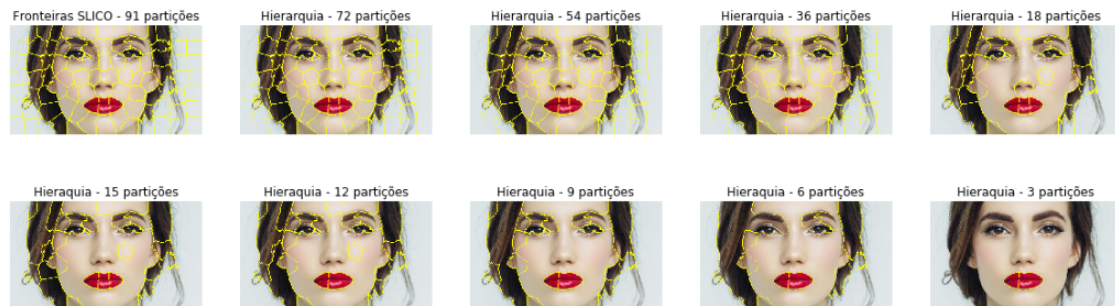 Fronteiras SLICO - 91 partições
Hierarquia - 72 partições
Hierarquia - 54 partições
Hierarquia - 36 partições
Hierarquia - 18 partições
Hieraquia - 15 partições
Hieraquia - 12 partições
Hieraquia - 9 partições
Hieraquia - 6 partições
Hieraquia - 3 partições